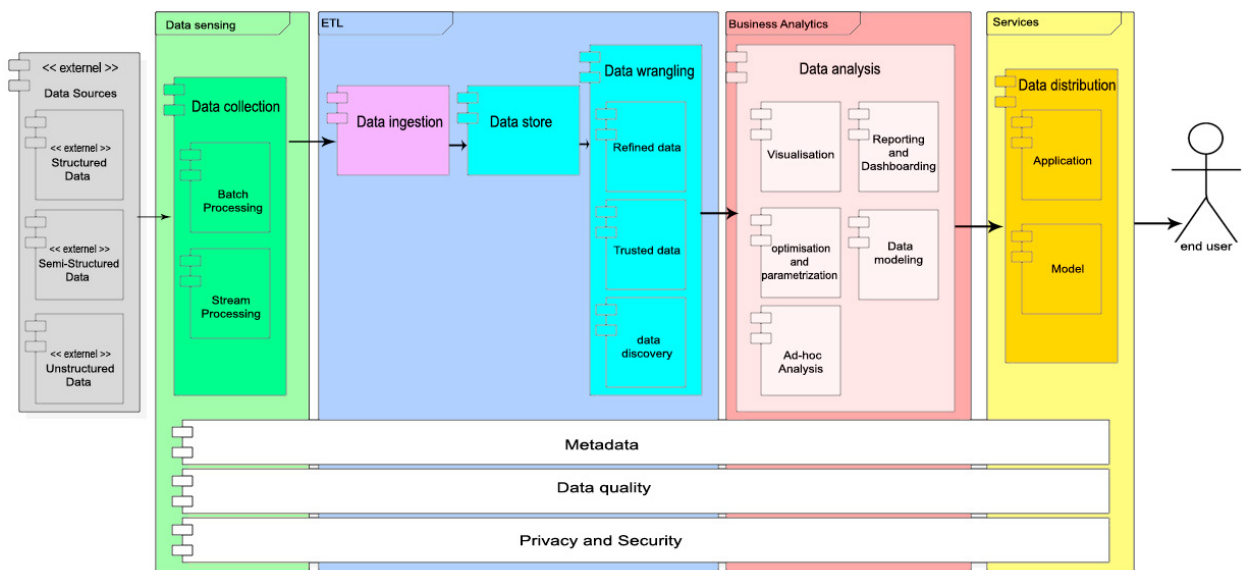 Data sensing
ETL
Business Analytics
Services
<< externel >>
Data Sources
<< externel >>
Structured
Data
<< externel >>
Semi-Structured
Data
<< externel >>
Unstructured
Data
Data collection
Batch
Processing
Stream
Processing
Data ingestion
Data store
Data wrangling
Refined data
Trusted data
data
discovery
Data analysis
Visualisation
Reporting
and
Dashboarding
optimisation
and
parametrization
Data
modeling
Ad-hoc
Analysis
Data distribution
Application
Model
end user
Metadata
Data quality
Privacy and Security